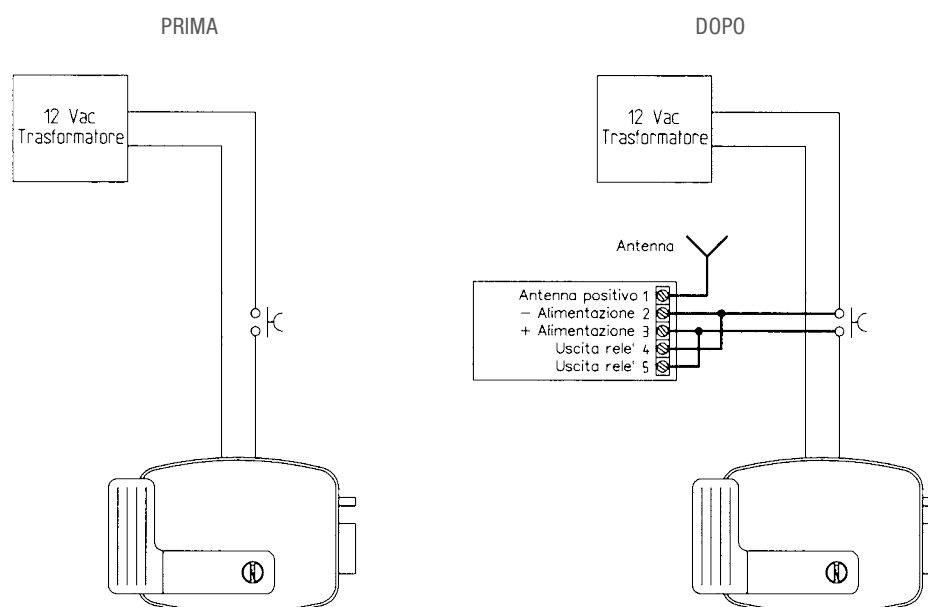 PRIMA
DOPO
12 Vac
Trasformatore
12 Vac
Trasformatore
Antenna
Antenna positivo 1
– Alimentazione 2
+ Alimentazione 3
Uscita rele' 4
Uscita rele' 5